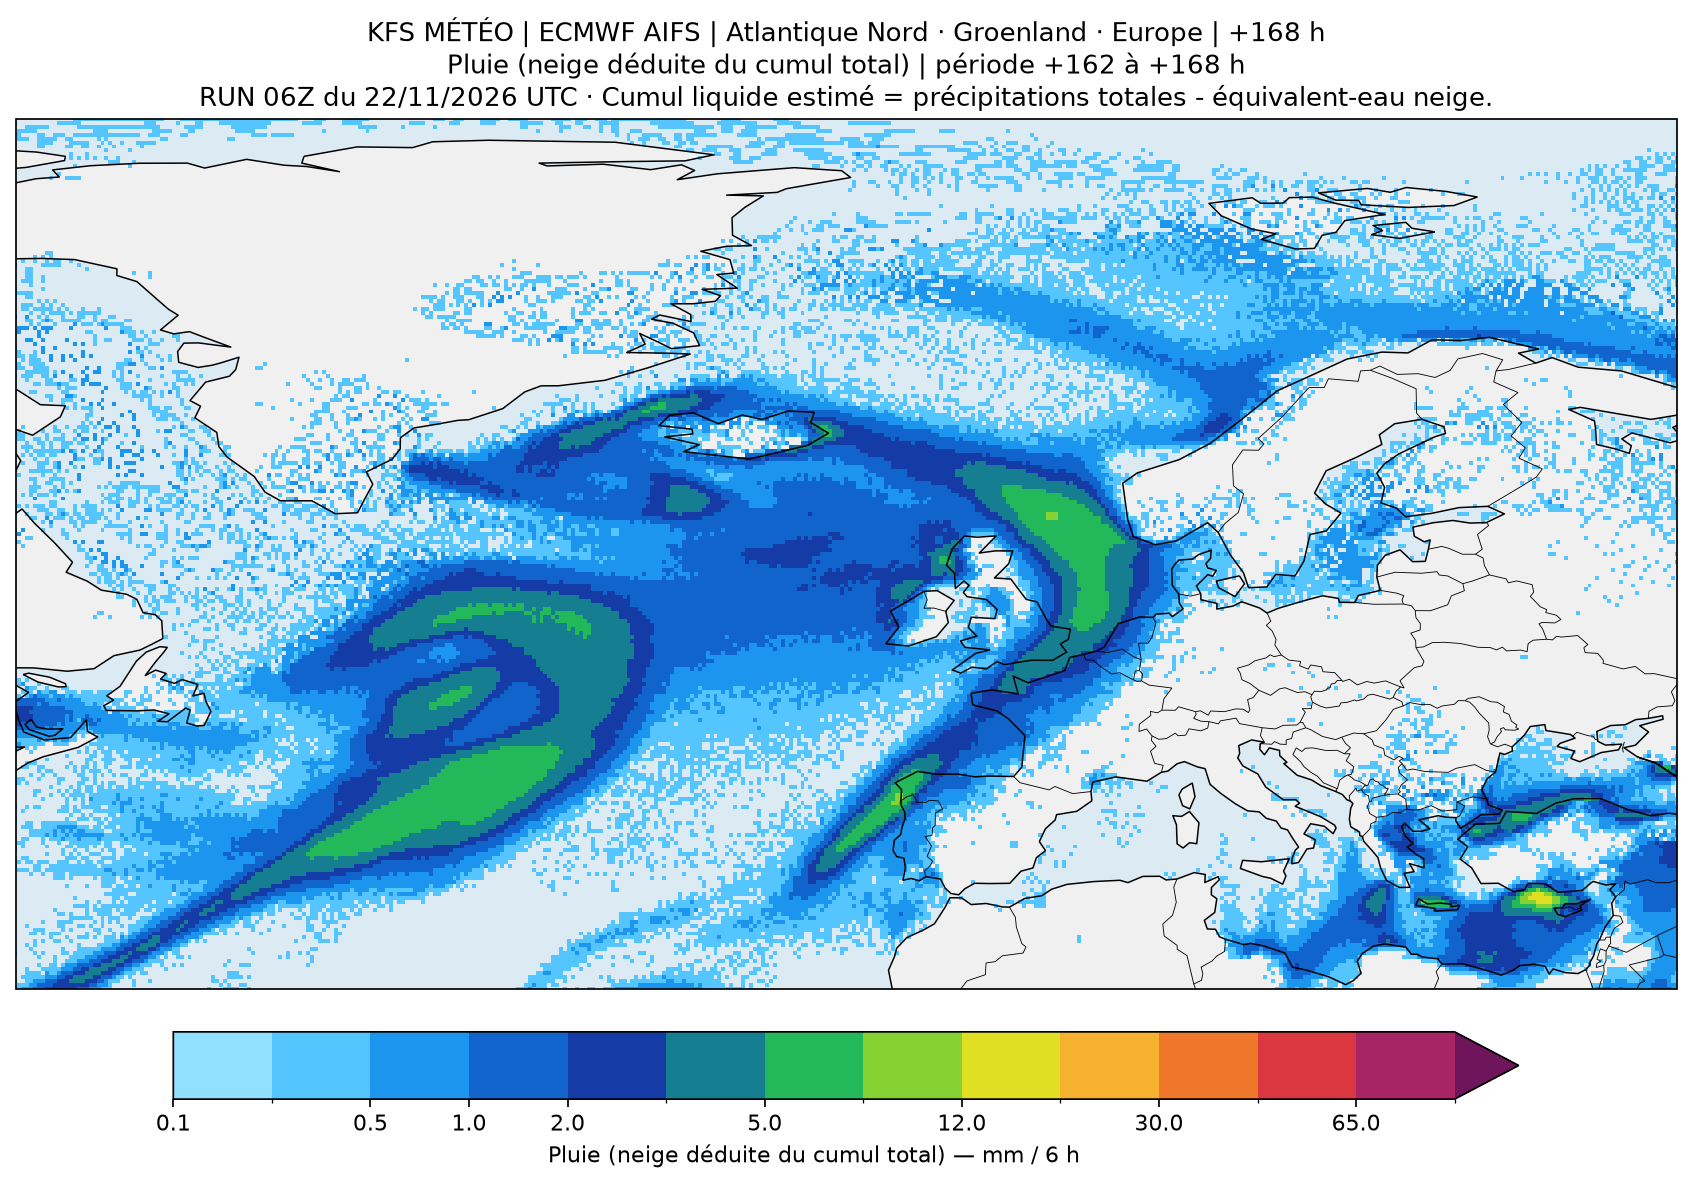 KFS MÉTÉO | ECMWF AIFS | Atlantique Nord · Groenland · Europe | +168 h
Pluie (neige déduite du cumul total) | période +162 à +168 h
RUN 06Z du 22/11/2026 UTC · Cumul liquide estimé = précipitations totales - équivalent-eau neige.
0.1 0.5 1.0 2.0 5.0 12.0 30.0 65.0
Pluie (neige déduite du cumul total) — mm / 6 h